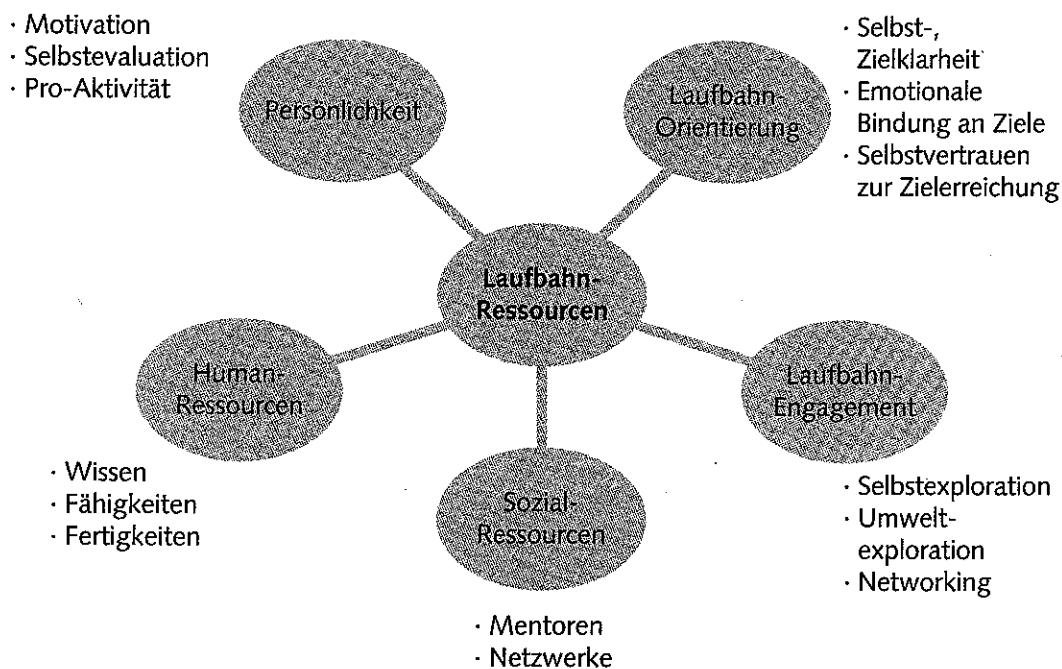 · Motivation
· Selbstevaluation
· Pro-Aktivität
Persönlichkeit
Laufbahn-
Orientierung
· Selbst-,
Zielklarheit
· Emotionale
Bindung an Ziele
· Selbstvertrauen
zur Zielerreichung
Laufbahn-
Ressourcen
Human-
Ressourcen
· Wissen
· Fähigkeiten
· Fertigkeiten
Sozial-
Ressourcen
· Mentoren
· Netzwerke
Laufbahn-
Engagement
· Selbstexploration
· Umwelt-
exploration
· Networking